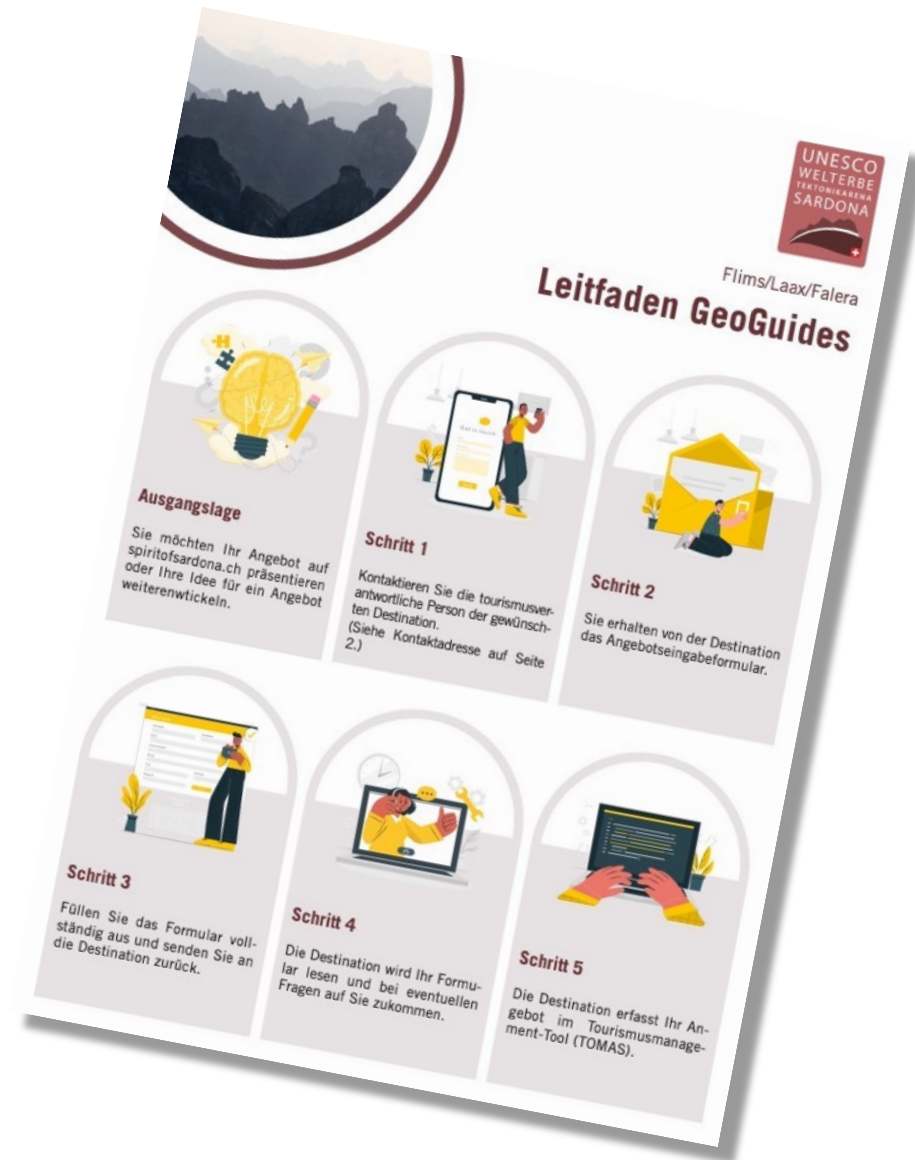 UNESCO
WELTERBE
TEKTONIKARENA
SARDONA
Flims/Laax/Falera
Leitfaden GeoGuides
Ausgangslage
Sie möchten Ihr Angebot auf
spiritofsardona.ch präsentieren
oder Ihre Idee für ein Angebot
weiterenwtickeln.
Schritt 1
Kontaktieren Sie die tourismusver-
antwortliche Person der gewünsch-
ten Destination.
(Siehe Kontaktadresse auf Seite
2.)
Schritt 2
Sie erhalten von der Destination
das Angebotseingabeformular.
Schritt 3
Füllen Sie das Formular voll-
ständig aus und senden Sie an
die Destination zurück.
Schritt 4
Die Destination wird Ihr Formu-
lar lesen und bei eventuellen
Fragen auf Sie zukommen.
Schritt 5
Die Destination erfasst Ihr An-
gebot im Tourismusmanage-
ment-Tool (TOMAS).